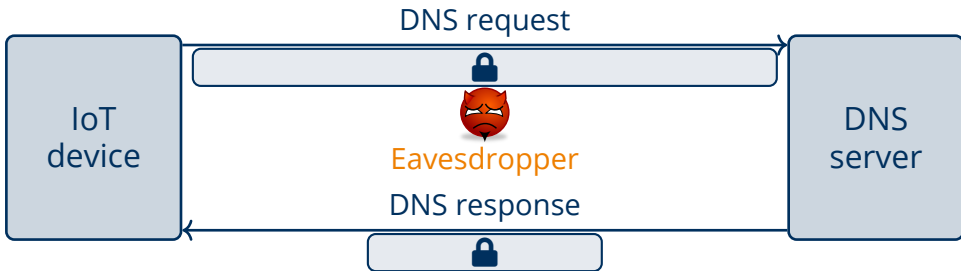 DNS request
IoT
device
DNS
server
Eavesdropper
DNS response